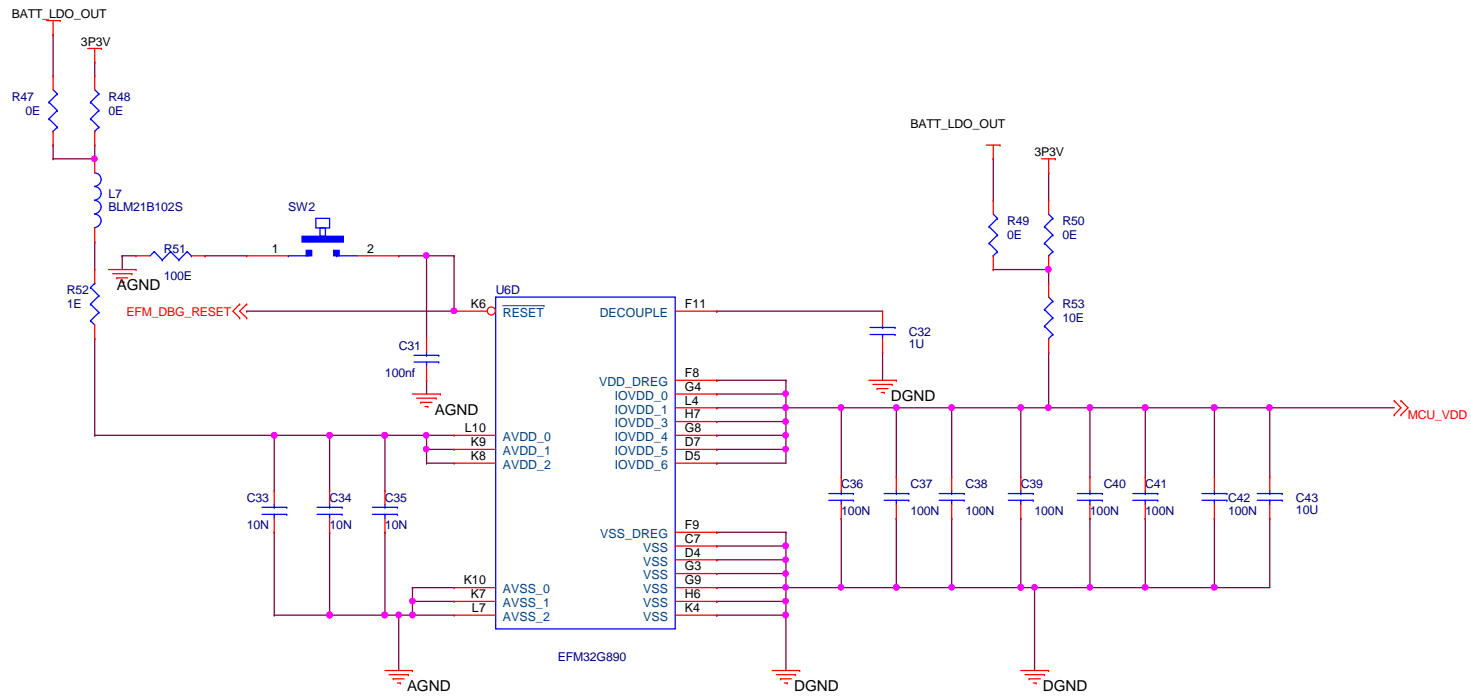 BATT_LDO_OUT
3P3V
R47
0E
R48
0E
L7
BLM21B102S
R52
1E
SW2
1
2
R51
100E
AGND
EFM_DBG_RESET
C31
100nf
AGND
C33
10N
C34
10N
C35
10N
AGND
U6D
K6
RESET
L10
AVDD_0
K9
AVDD_1
K8
AVDD_2
K10
AVSS_0
K7
AVSS_1
L7
AVSS_2
DECOUPLE
F11
VDD_DREG
F8
IOVDD_0
G4
IOVDD_1
L4
IOVDD_3
H7
IOVDD_4
G8
IOVDD_5
D7
IOVDD_6
D5
VSS_DREG
F9
VSS
C7
VSS
D4
VSS
G3
VSS
G9
VSS
H6
VSS
K4
EFM32G890
C32
1U
DGND
BATT_LDO_OUT
3P3V
R49
0E
R50
0E
R53
10E
MCU_VDD
C36
100N
C37
100N
C38
100N
C39
100N
C40
100N
C41
100N
C42
100N
C43
10U
DGND
DGND